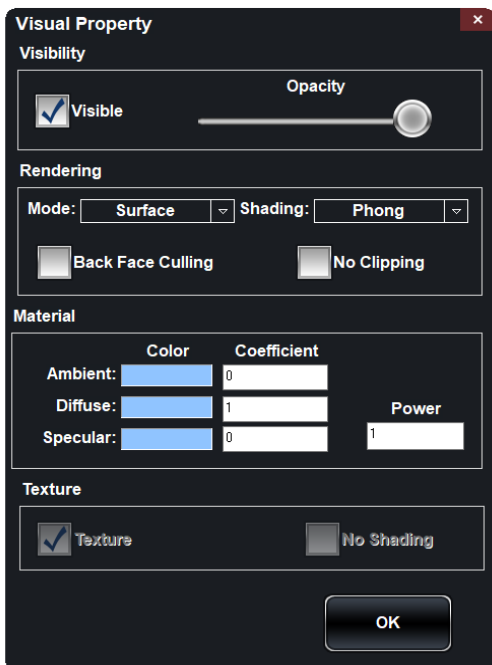 Visual Property
Visibility
Opacity
Visible
Rendering
Mode: Surface Shading: Phong
Back Face Culling No Clipping
Material
Color Coefficient
Ambient: 0
Diffuse: 1 Power
Specular: 0 1
Texture
Texture No Shading
OK